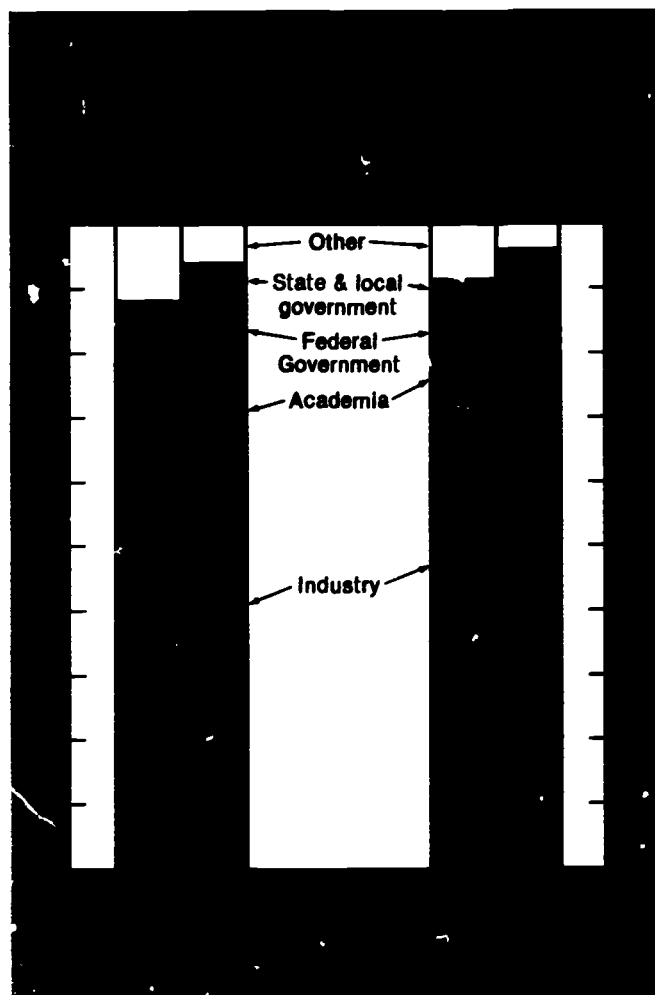 Other
State & local
government
Federal
Government
Academia
Industry